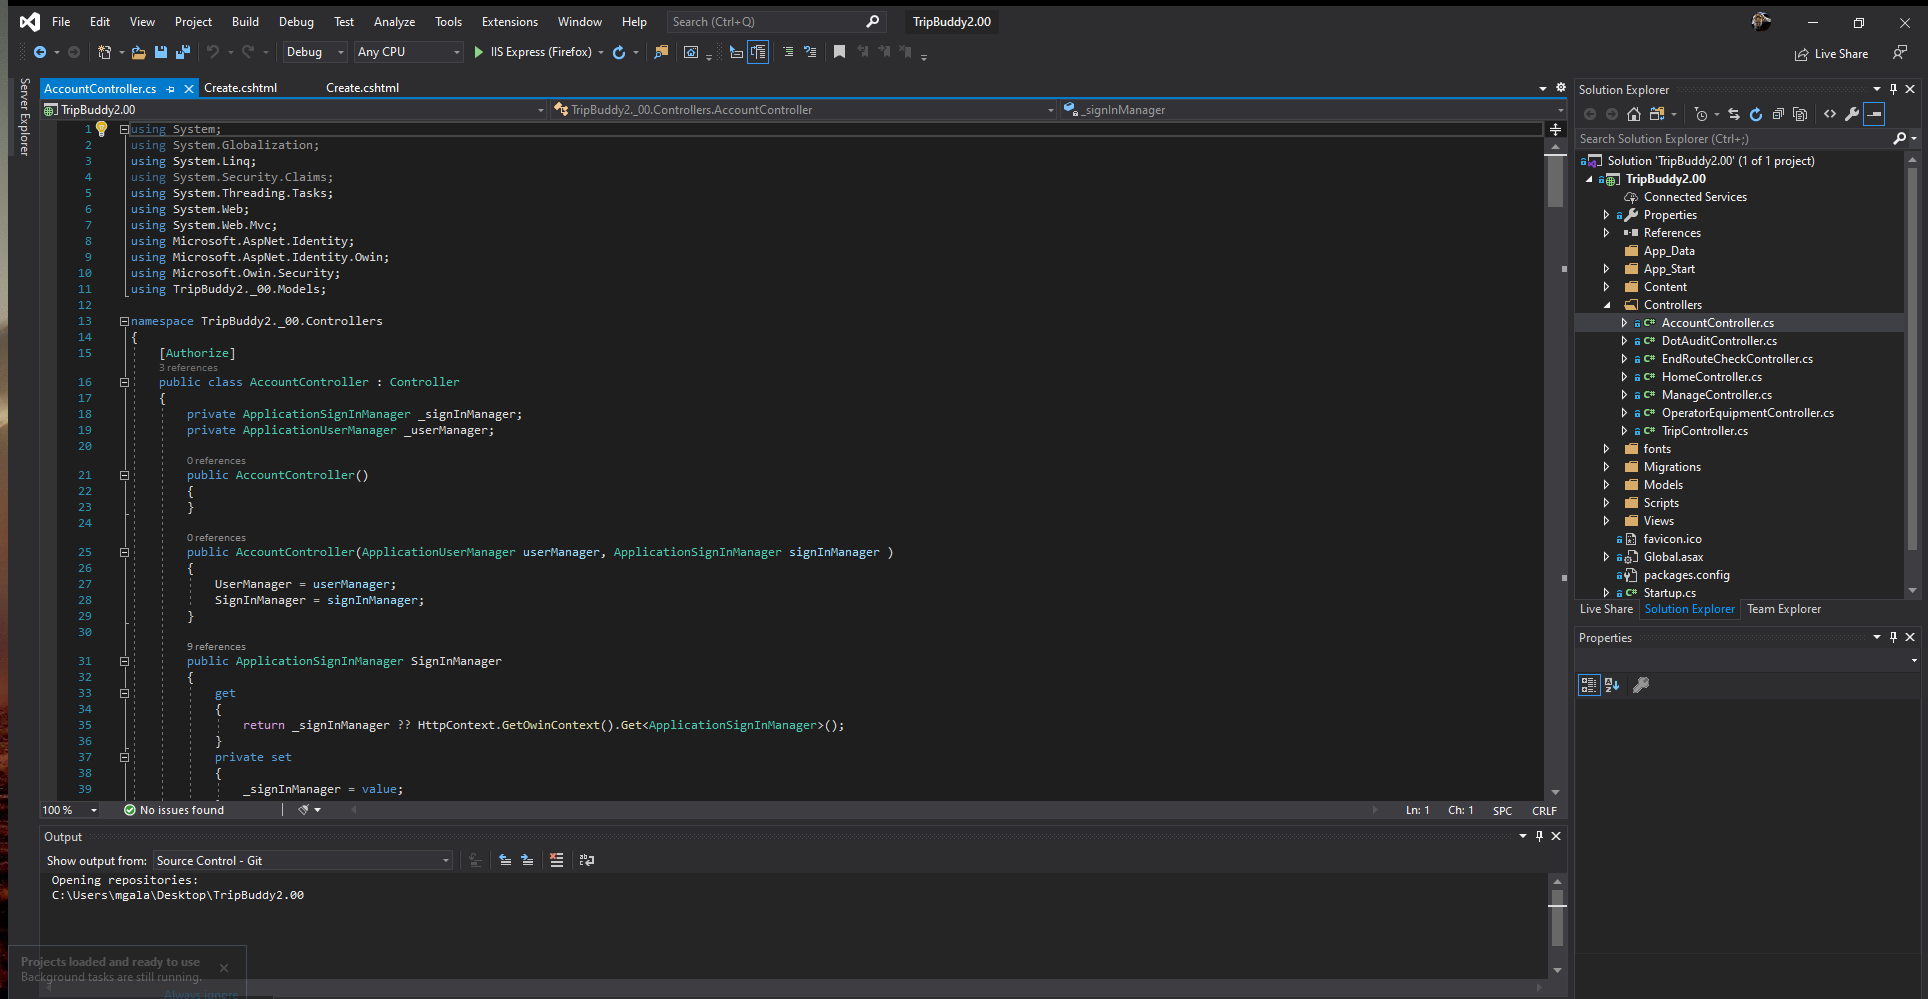 File Edit View Project Build Debug Test Analyze Tools Extensions Window Help Search (Ctrl+Q) TripBuddy2.00
Debug Any CPU IIS Express (Firefox) Live Share
Server Explorer
AccountController.cs Create.cshtml Create.cshtml
TripBuddy2.00 TripBuddy2._00.Controllers.AccountController _signInManager
1 using System;
2 using System.Globalization;
3 using System.Linq;
4 using System.Security.Claims;
5 using System.Threading.Tasks;
6 using System.Web;
7 using System.Web.Mvc;
8 using Microsoft.AspNet.Identity;
9 using Microsoft.AspNet.Identity.Owin;
10 using Microsoft.Owin.Security;
11 using TripBuddy2._00.Models;
12
13 namespace TripBuddy2._00.Controllers
14 {
15 [Authorize]
3 references
16 public class AccountController : Controller
17 {
18 private ApplicationSignInManager _signInManager;
19 private ApplicationUserManager _userManager;
20
0 references
21 public AccountController()
22 {
23 }
24
0 references
25 public AccountController(ApplicationUserManager userManager, ApplicationSignInManager signInManager )
26 {
27 UserManager = userManager;
28 SignInManager = signInManager;
29 }
30
9 references
31 public ApplicationSignInManager SignInManager
32 {
33 get
34 {
35 return _signInManager ?? HttpContext.GetOwinContext().Get<ApplicationSignInManager>();
36 }
37 private set
38 {
39 _signInManager = value;
100 % No issues found Ln: 1 Ch: 1 SPC CRLF
Output
Show output from: Source Control - Git
Opening repositories:
C:\Users\mgala\Desktop\TripBuddy2.00
Projects loaded and ready to use
Background tasks are still running.
Always ignore
Solution Explorer
Search Solution Explorer (Ctrl+;)
Solution 'TripBuddy2.00' (1 of 1 project)
TripBuddy2.00
Connected Services
Properties
References
App_Data
App_Start
Content
Controllers
C# AccountController.cs
C# DotAuditController.cs
C# EndRouteCheckController.cs
C# HomeController.cs
C# ManageController.cs
C# OperatorEquipmentController.cs
C# TripController.cs
fonts
Migrations
Models
Scripts
Views
favicon.ico
Global.asax
packages.config
C# Startup.cs
Live Share Solution Explorer Team Explorer
Properties